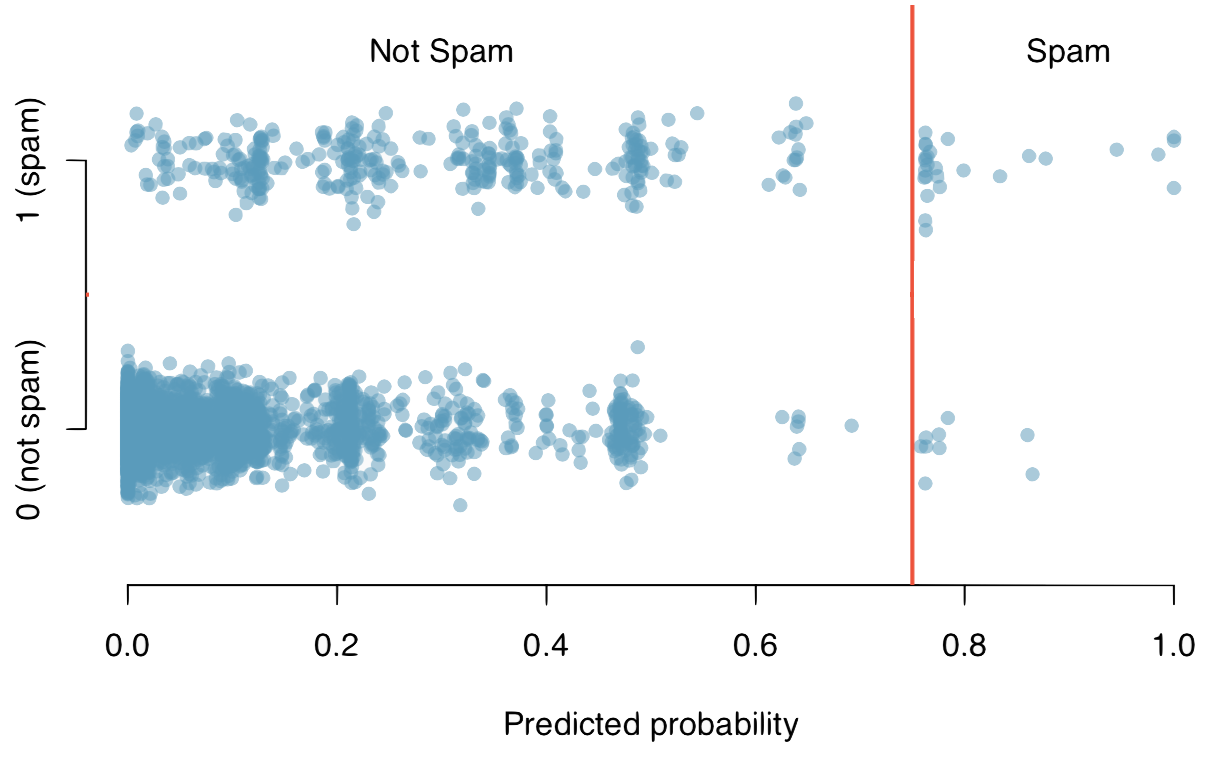 Not Spam
Spam
1 (spam)
0 (not spam)
0.0
0.2
0.4
0.6
0.8
1.0
Predicted probability